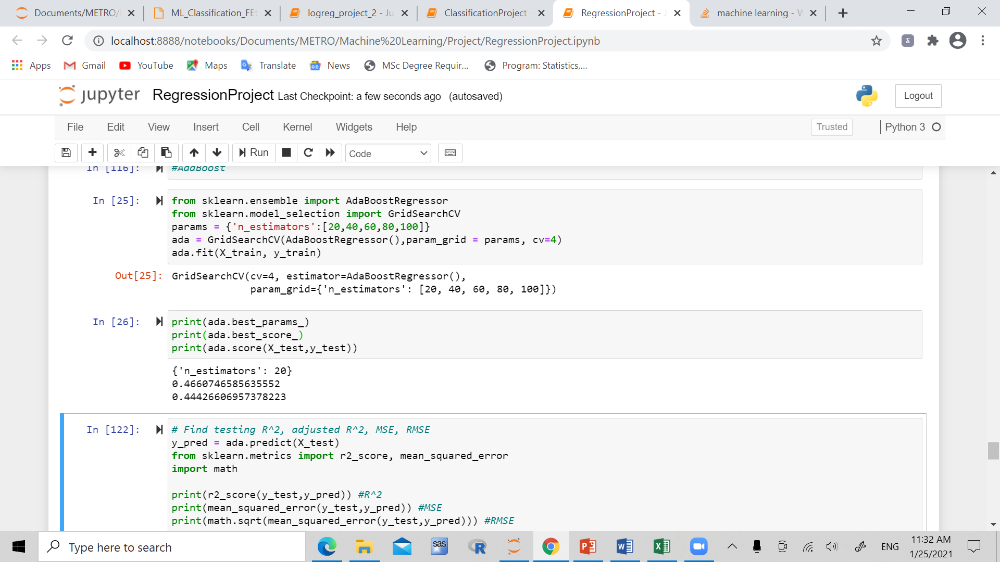 Documents/METRO/
ML_Classification_FEt
logreg_project_2 - Ju
ClassificationProject -
RegressionProject - J
machine learning - W
localhost:8888/notebooks/Documents/METRO/Machine%20Learning/Project/RegressionProject.ipynb
S
Apps
Gmail
YouTube
Maps
Translate
News
MSc Degree Requir...
Program: Statistics,...
jupyter RegressionProject Last Checkpoint: a few seconds ago (autosaved)
Logout
File Edit View Insert Cell Kernel Widgets Help
Trusted
Python 3
Run
Code
In [116]: #AdaBoost
In [25]: from sklearn.ensemble import AdaBoostRegressor
from sklearn.model_selection import GridSearchCV
params = {'n_estimators':[20,40,60,80,100]}
ada = GridSearchCV(AdaBoostRegressor(),param_grid = params, cv=4)
ada.fit(X_train, y_train)
Out[25]: GridSearchCV(cv=4, estimator=AdaBoostRegressor(),
param_grid={'n_estimators': [20, 40, 60, 80, 100]})
In [26]: print(ada.best_params_)
print(ada.best_score_)
print(ada.score(X_test,y_test))
{'n_estimators': 20}
0.4660746585635552
0.44426606957378223
In [122]: # Find testing R^2, adjusted R^2, MSE, RMSE
y_pred = ada.predict(X_test)
from sklearn.metrics import r2_score, mean_squared_error
import math
print(r2_score(y_test,y_pred)) #R^2
print(mean_squared_error(y_test,y_pred)) #MSE
print(math.sqrt(mean_squared_error(y_test,y_pred))) #RMSE
Type here to search
sas
R
P
W
X
ENG
11:32 AM
1/25/2021